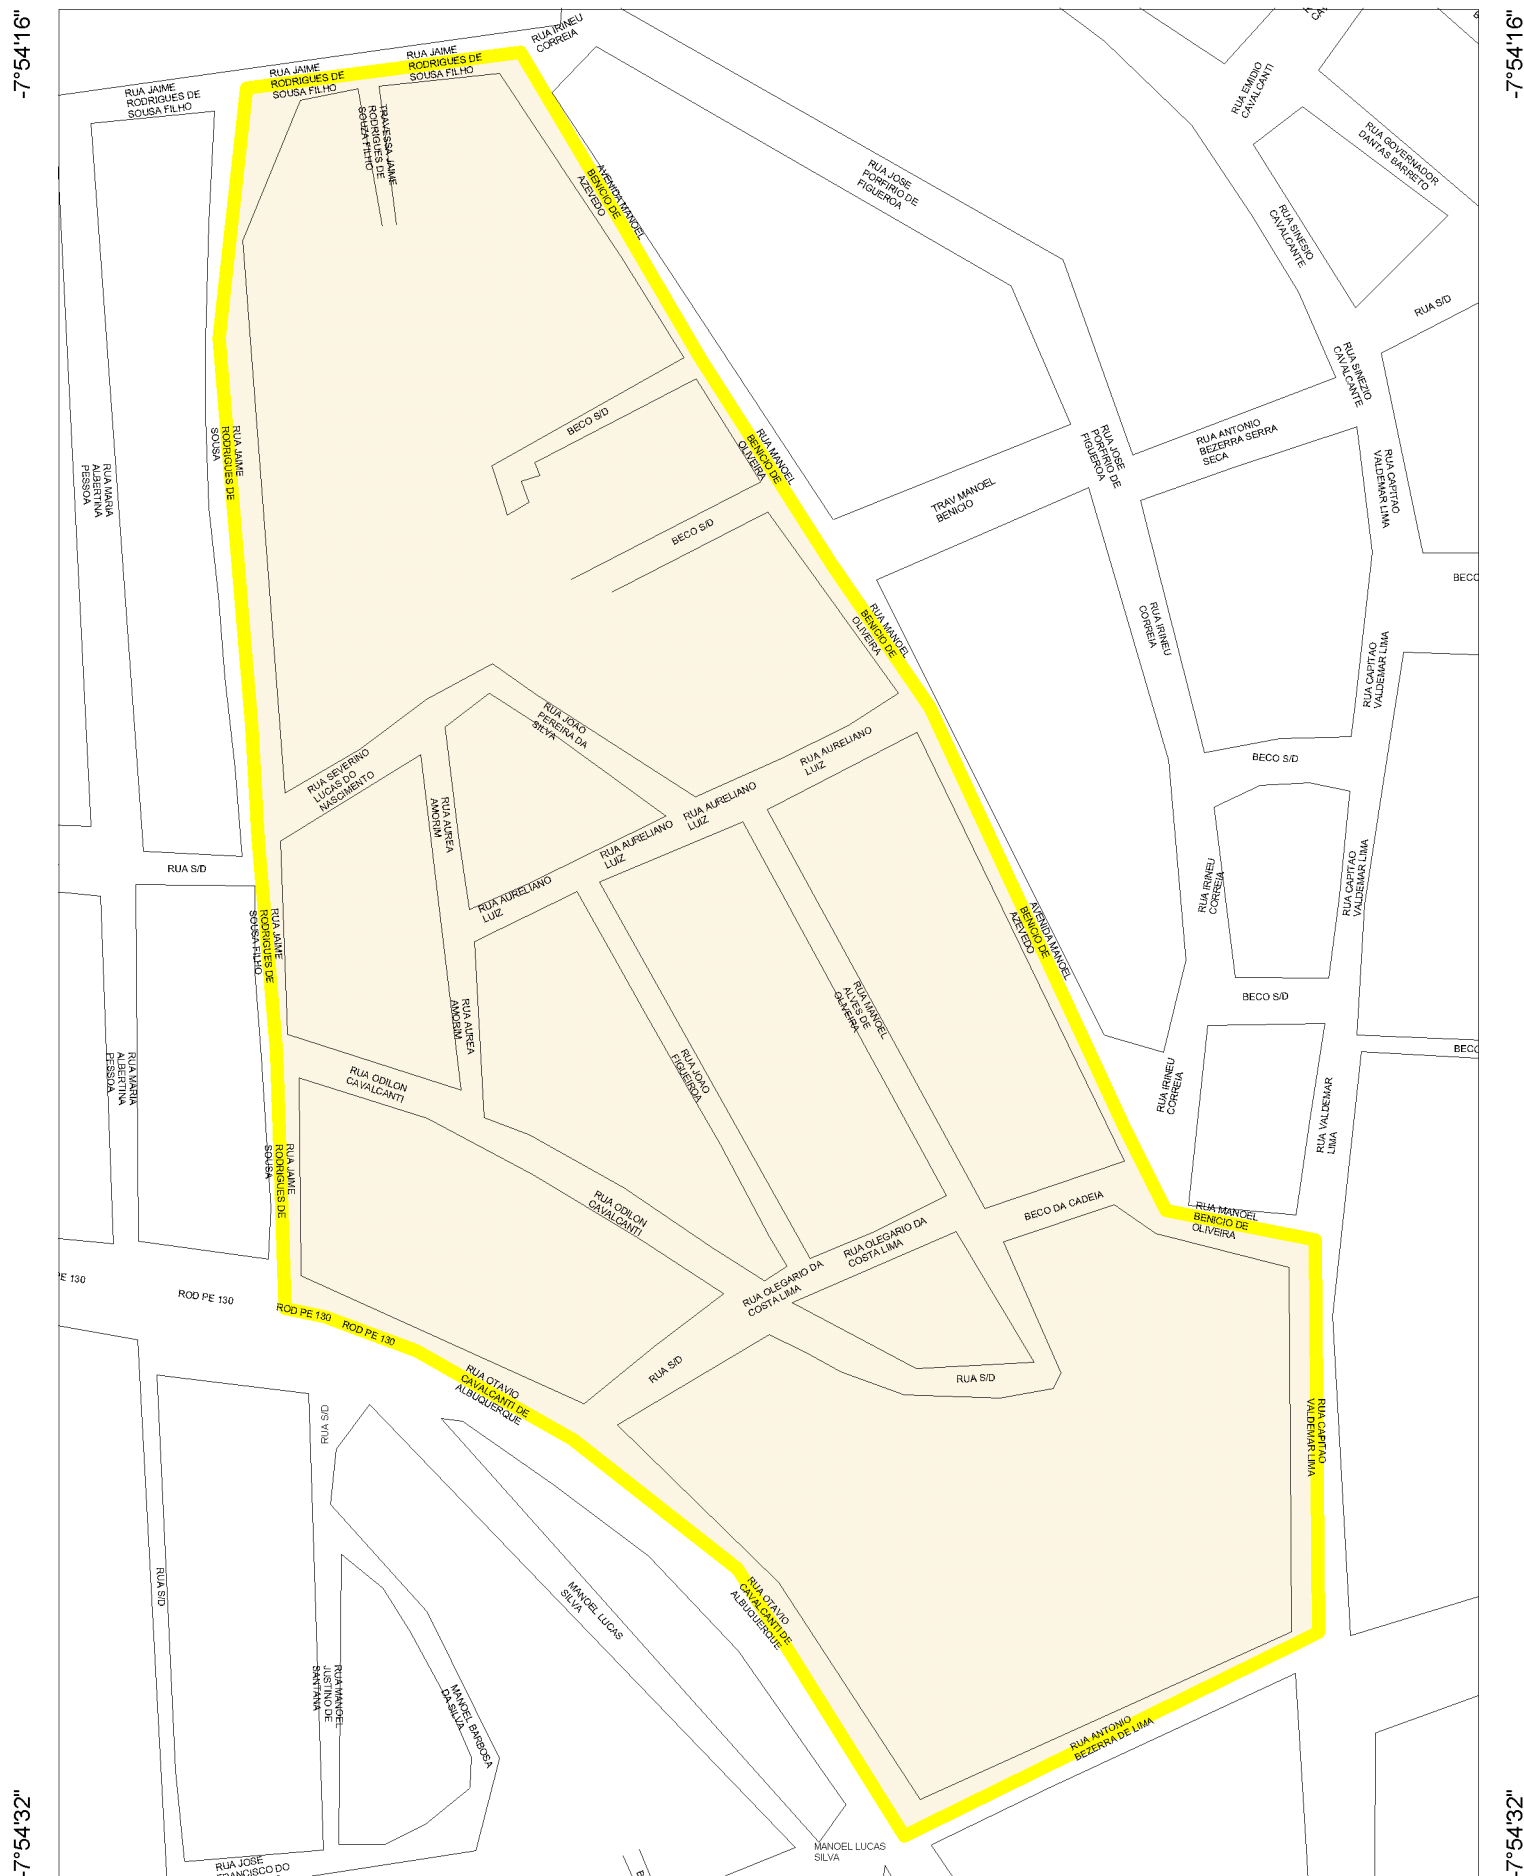 -7°54'16"
-7°54'16"
RUA IRINEU
CORREIA
RUA JAIME
RODRIGUES DE
SOUSA FILHO
RUA JAIME
RODRIGUES DE
SOUSA FILHO
RUA JAIME
RODRIGUES DE
SOUSA FILHO
TRAVESSA JAIME
RODRIGUES DE
SOUZA FILHO
RUA EMIDIO
CAVALCANTI
RUA GOVERNADOR
DANTAS BARRETO
AVENIDA MANOEL
BENICIO DE
AZEVEDO
RUA JOSE
PORFIRIO DE
FIGUEROA
RUA SINESIO
CAVALCANTE
RUA S/D
RUA SINEZIO
CAVALCANTE
BECO S/D
RUA JAIME
RODRIGUES DE
SOUSA
RUA MARIA
ALBERTINA
PESSOA
RUA MANOEL
BENICIO DE
OLIVEIRA
RUA JOSE
PORFIRIO DE
FIGUEROA
RUA ANTONIO
BEZERRA SERRA
SECA
RUA CAPITAO
VALDEMAR LIMA
TRAV MANOEL
BENICIO
BECO S/D
BECO
RUA MANOEL
BENICIO DE
OLIVEIRA
RUA IRINEU
CORREIA
RUA CAPITAO
VALDEMAR LIMA
RUA JOAO
PEREIRA DA
SILVA
RUA SEVERINO
LUCAS DO
NASCIMENTO
RUA AURELIANO
LUIZ
BECO S/D
RUA AUREA
AMORIM
RUA AURELIANO
LUIZ
RUA AURELIANO
LUIZ
RUA S/D
RUA AURELIANO
LUIZ
RUA IRINEU
CORREIA
RUA CAPITAO
VALDEMAR LIMA
RUA JAIME
RODRIGUES DE
SOUSA FILHO
AVENIDA MANOEL
BENICIO DE
AZEVEDO
RUA AUREA
AMORIM
RUA MANOEL
ALVES DE
OLIVEIRA
BECO S/D
BECO
RUA MARIA
ALBERTINA
PESSOA
RUA ODILON
CAVALCANTI
RUA JOAO
FIGUEIROA
RUA IRINEU
CORREIA
RUA VALDEMAR
LIMA
RUA JAIME
RODRIGUES DE
SOUSA
RUA ODILON
CAVALCANTI
BECO DA CADEIA
RUA MANOEL
BENICIO DE
OLIVEIRA
RUA OLEGARIO DA
COSTA LIMA
RUA OLEGARIO DA
COSTA LIMA
PE 130
ROD PE 130
ROD PE 130
ROD PE 130
RUA S/D
RUA S/D
RUA OTAVIO
CAVALCANTI DE
ALBUQUERQUE
RUA S/D
RUA CAPITAO
VALDEMAR LIMA
RUA S/D
MANOEL LUCAS
SILVA
RUA OTAVIO
CAVALCANTI DE
ALBUQUERQUE
RUA MANOEL
JUSTINO DE
SANTANA
MANOEL BARBOSA
DA SILVA
RUA ANTONIO
BEZERRA DE LIMA
-7°54'32"
-7°54'32"
MANOEL LUCAS
SILVA
RUA JOSE
FRANCISCO DO